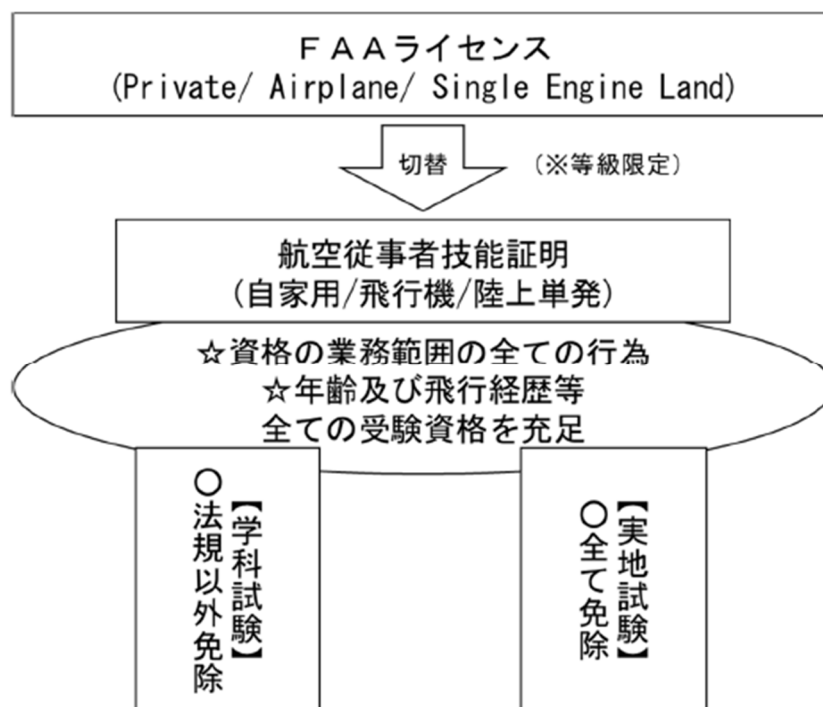 ＦＡＡライセンス
(Private/ Airplane/ Single Engine Land)
切替
(※等級限定)
航空従事者技能証明
(自家用/飛行機/陸上単発)
☆資格の業務範囲の全ての行為
☆年齢及び飛行経歴等
全ての受験資格を充足
【学科試験】
○法規以外免除
【実地試験】
○全て免除